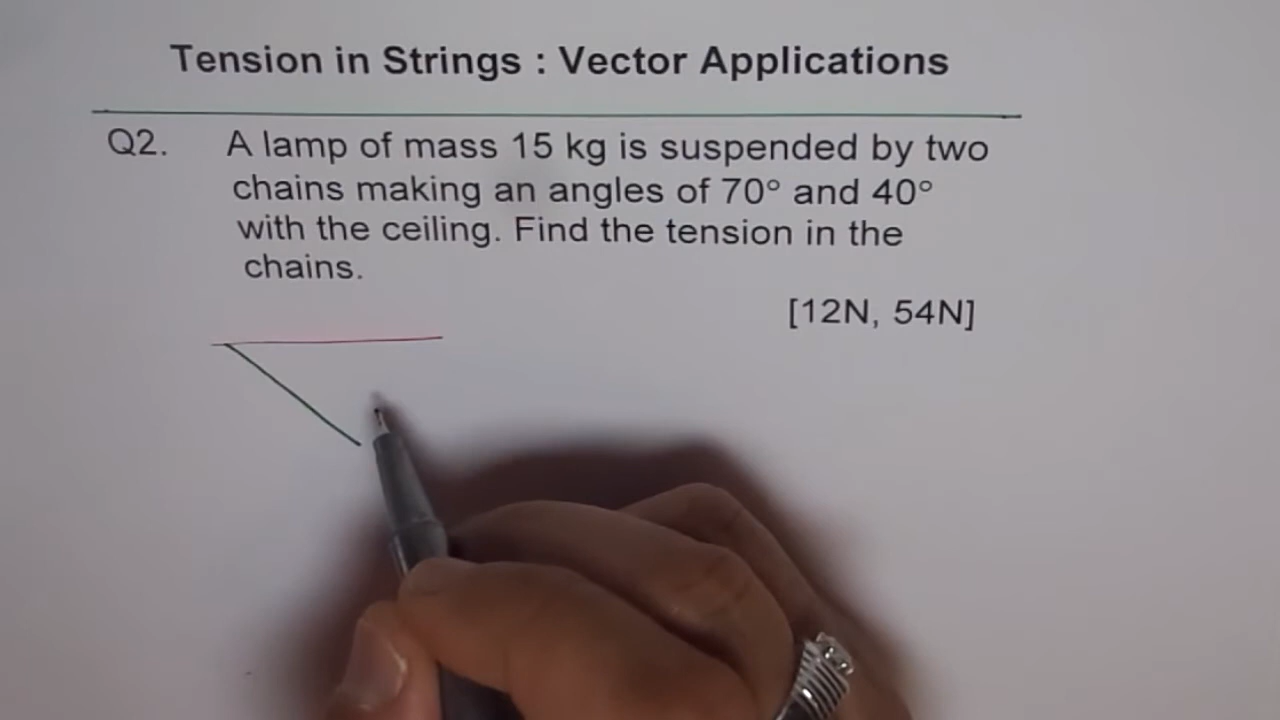 Tension in Strings : Vector Applications
Q2. A lamp of mass 15 kg is suspended by two
chains making an angles of 70° and 40°
with the ceiling. Find the tension in the
chains.
[12N, 54N]